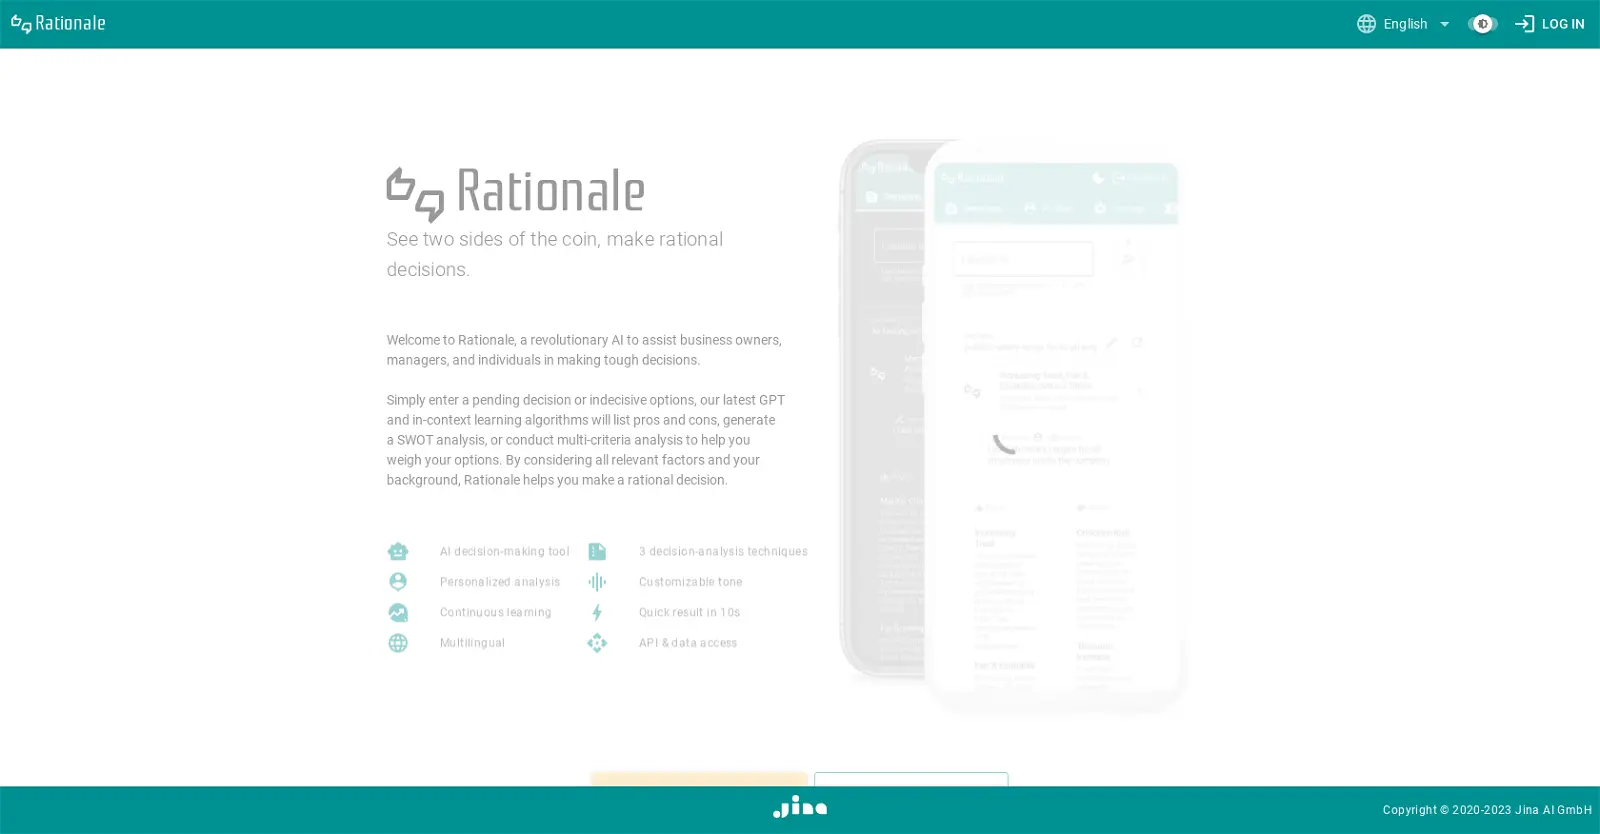 Rationale
English
LOG IN
Rationale
See two sides of the coin, make rational
decisions.
Welcome to Rationale, a revolutionary AI to assist business owners,
managers, and individuals in making tough decisions.
Simply enter a pending decision or indecisive options, our latest GPT
and in-context learning algorithms will list pros and cons, generate
a SWOT analysis, or conduct multi-criteria analysis to help you
weigh your options. By considering all relevant factors and your
background, Rationale helps you make a rational decision.
AI decision-making tool
3 decision-analysis techniques
Personalized analysis
Customizable tone
Continuous learning
Quick result in 10s
Multilingual
API & data access
Jina
Copyright © 2020-2023 Jina AI GmbH